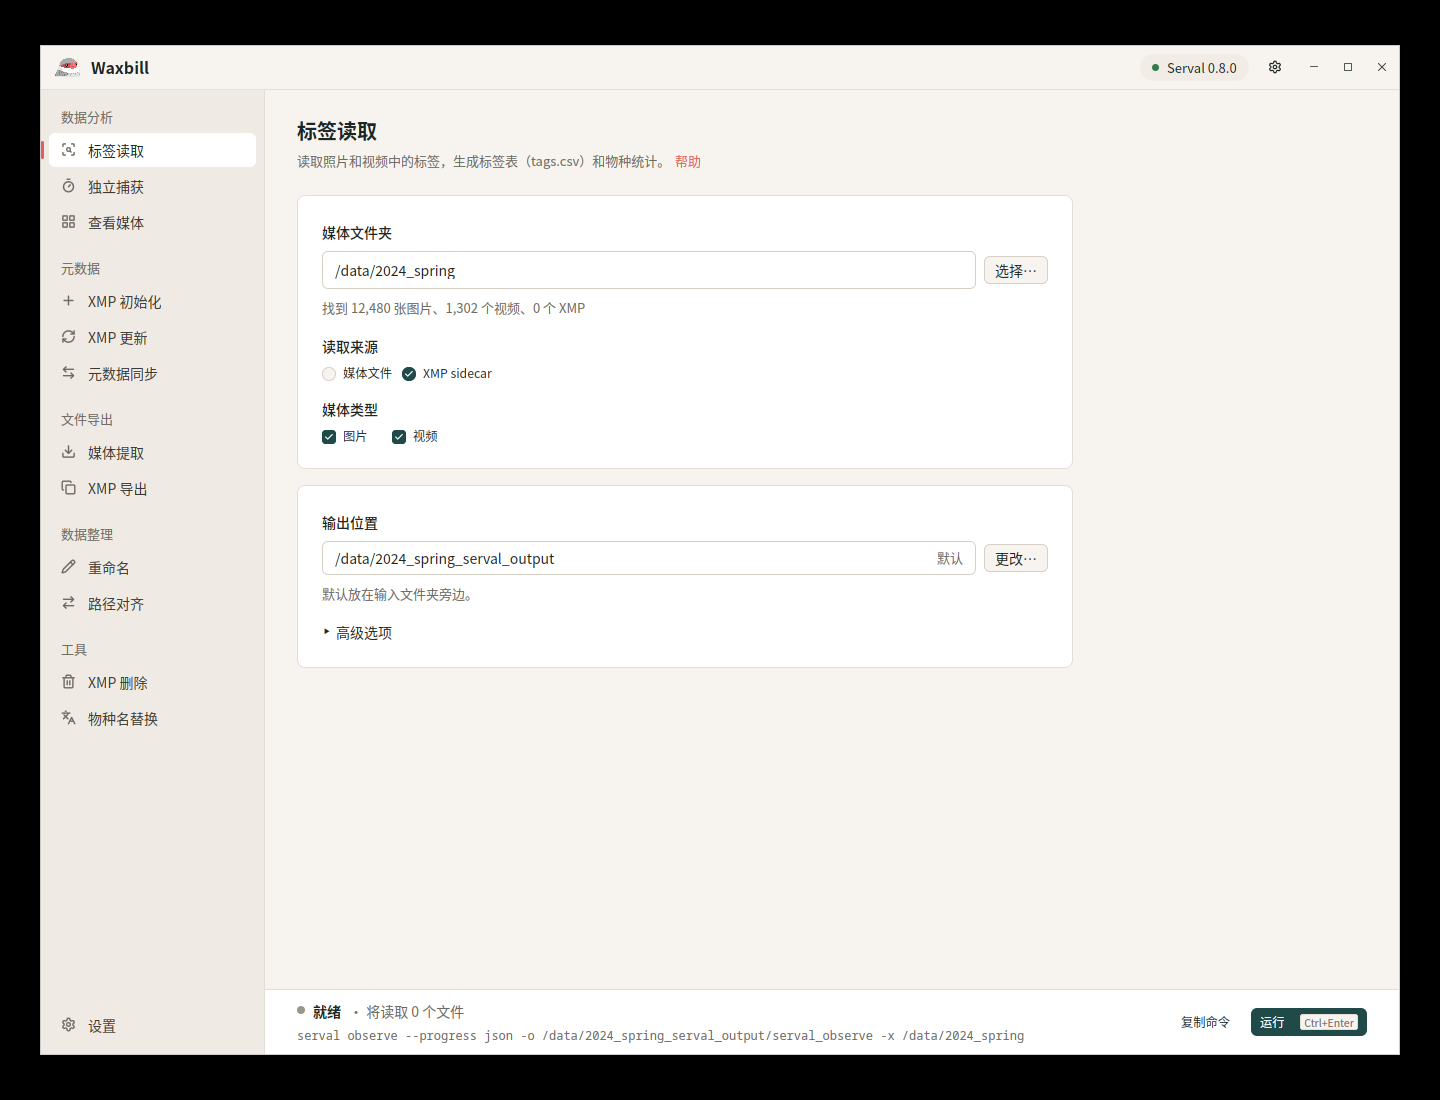 Waxbill
Serval 0.8.0
数据分析
标签读取
独立捕获
查看媒体
元数据
XMP 初始化
XMP 更新
元数据同步
文件导出
媒体提取
XMP 导出
数据整理
重命名
路径对齐
工具
XMP 删除
物种名替换
设置
标签读取
读取照片和视频中的标签，生成标签表（tags.csv）和物种统计。 帮助
媒体文件夹
/data/2024_spring
选择···
找到 12,480 张图片、1,302 个视频、0 个 XMP
读取来源
媒体文件 XMP sidecar
媒体类型
图片 视频
输出位置
/data/2024_spring_serval_output 默认
更改···
默认放在输入文件夹旁边。
高级选项
就绪 · 将读取 0 个文件
serval observe --progress json -o /data/2024_spring_serval_output/serval_observe -x /data/2024_spring
复制命令
运行 Ctrl+Enter